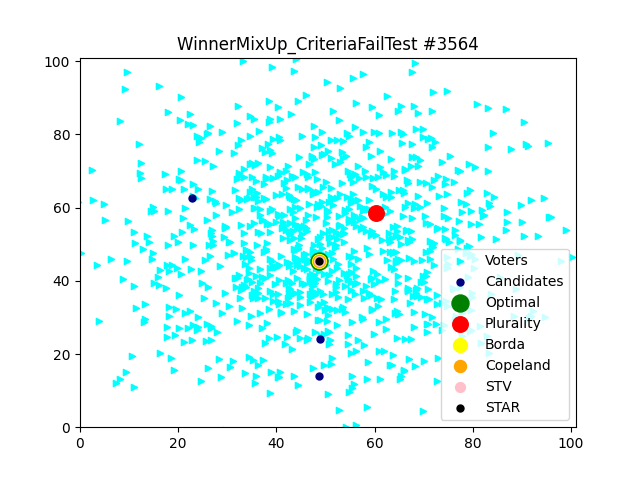 WinnerMixUp_CriteriaFailTest #3564
100
80
60
40
20
0
0 20 40 60 80 100
Voters
Candidates
Optimal
Plurality
Borda
Copeland
STV
STAR